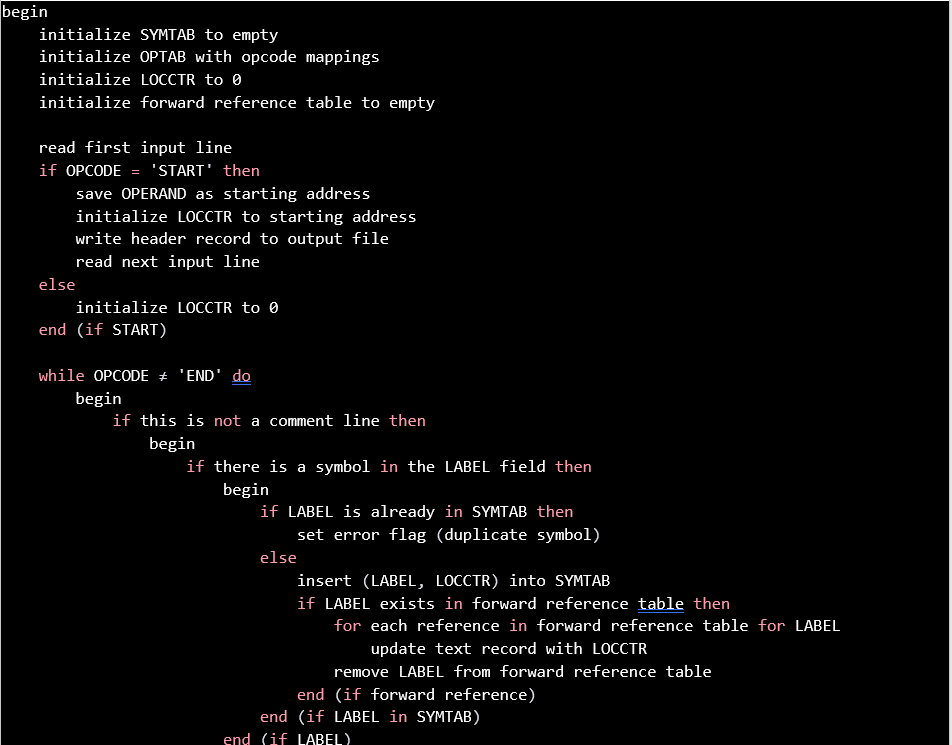 begin
    initialize SYMTAB to empty
    initialize OPTAB with opcode mappings
    initialize LOCCTR to 0
    initialize forward reference table to empty

    read first input line
    if OPCODE = 'START' then
        save OPERAND as starting address
        initialize LOCCTR to starting address
        write header record to output file
        read next input line
    else
        initialize LOCCTR to 0
    end (if START)

    while OPCODE ≠ 'END' do
        begin
            if this is not a comment line then
                begin
                    if there is a symbol in the LABEL field then
                        begin
                            if LABEL is already in SYMTAB then
                                set error flag (duplicate symbol)
                            else
                                insert (LABEL, LOCCTR) into SYMTAB
                                if LABEL exists in forward reference table then
                                    for each reference in forward reference table for LABEL
                                        update text record with LOCCTR
                                    remove LABEL from forward reference table
                                end (if forward reference)
                            end (if LABEL in SYMTAB)
                        end (if LABEL)